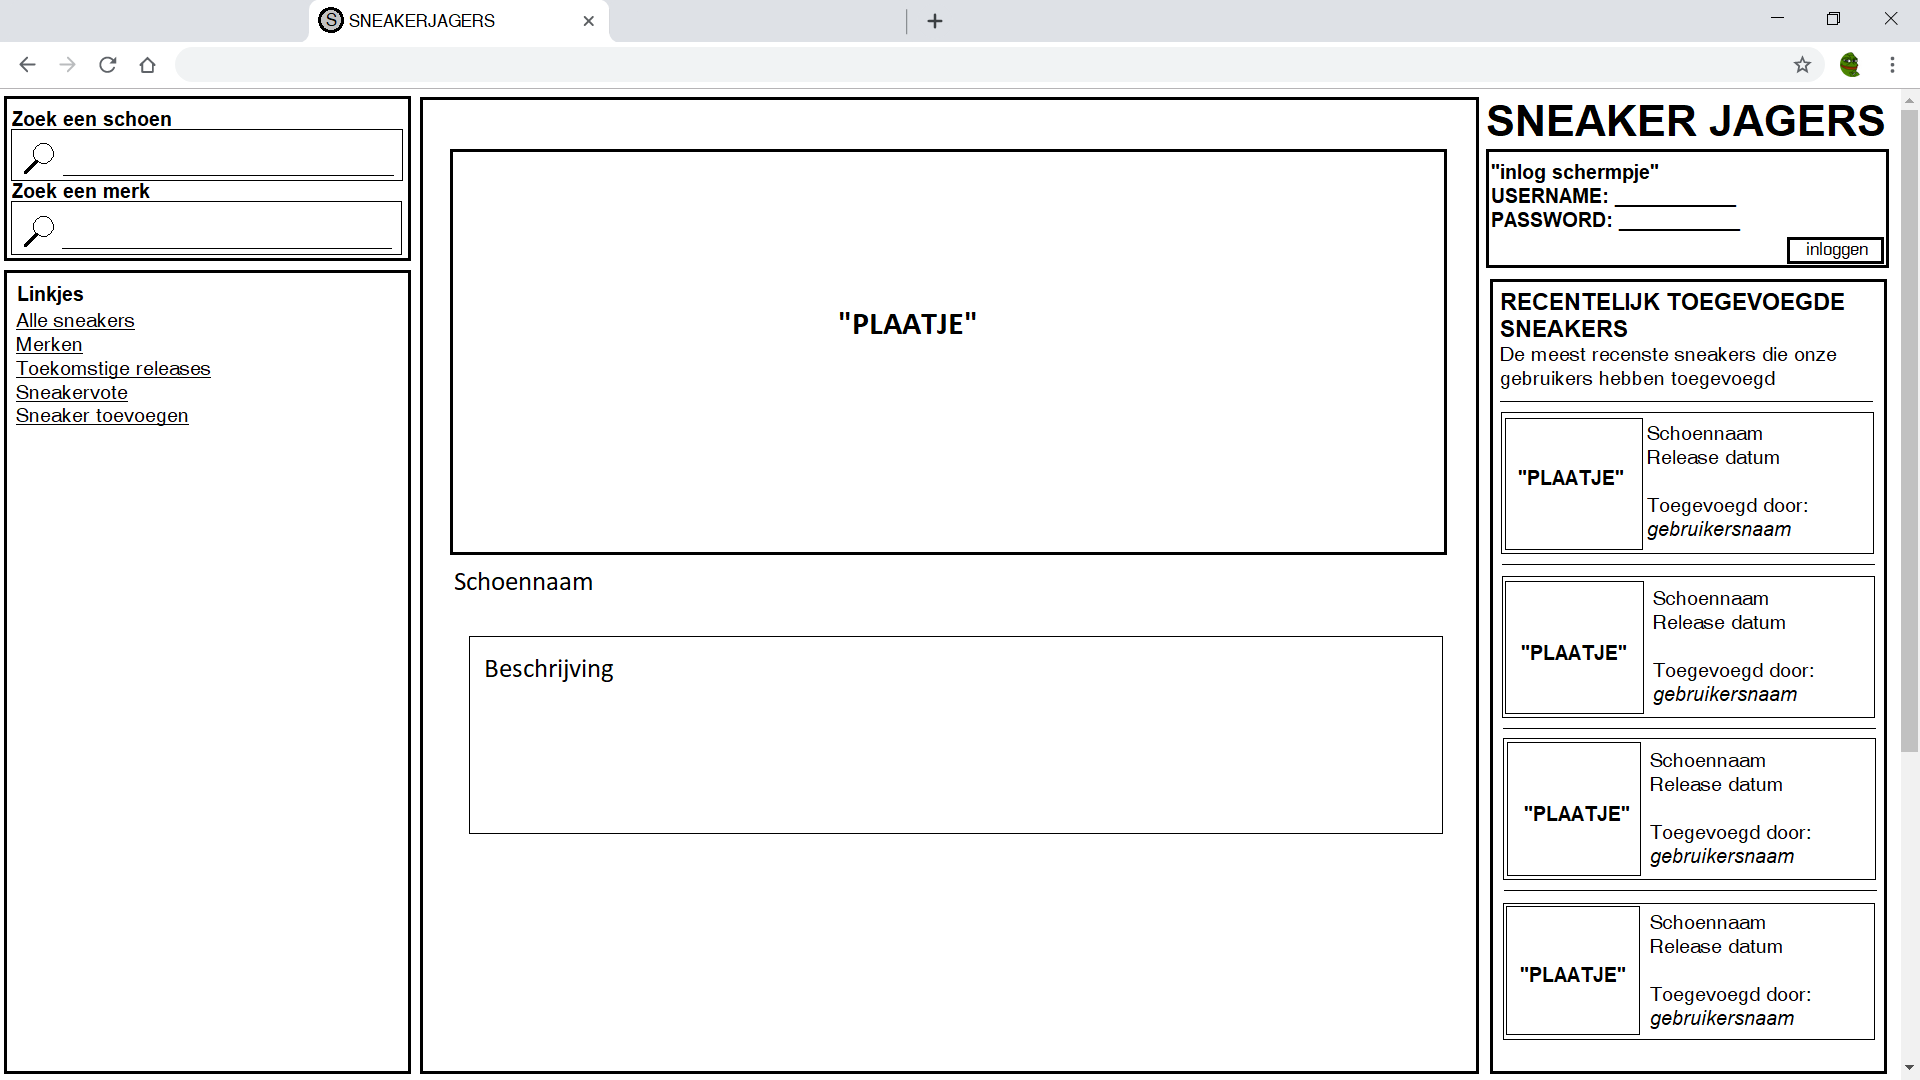 S SNEAKERJAGERS
Zoek een schoen
Zoek een merk
Linkjes
Alle sneakers
Merken
Toekomstige releases
Sneakervote
Sneaker toevoegen
"PLAATJE"
Schoennaam
Beschrijving
SNEAKER JAGERS
"inlog schermpje"
USERNAME: ___________
PASSWORD: ___________
inloggen
RECENTELIJK TOEGEVOEGDE
SNEAKERS
De meest recenste sneakers die onze
gebruikers hebben toegevoegd
"PLAATJE"
Schoennaam
Release datum
Toegevoegd door:
gebruikersnaam
"PLAATJE"
Schoennaam
Release datum
Toegevoegd door:
gebruikersnaam
"PLAATJE"
Schoennaam
Release datum
Toegevoegd door:
gebruikersnaam
"PLAATJE"
Schoennaam
Release datum
Toegevoegd door:
gebruikersnaam